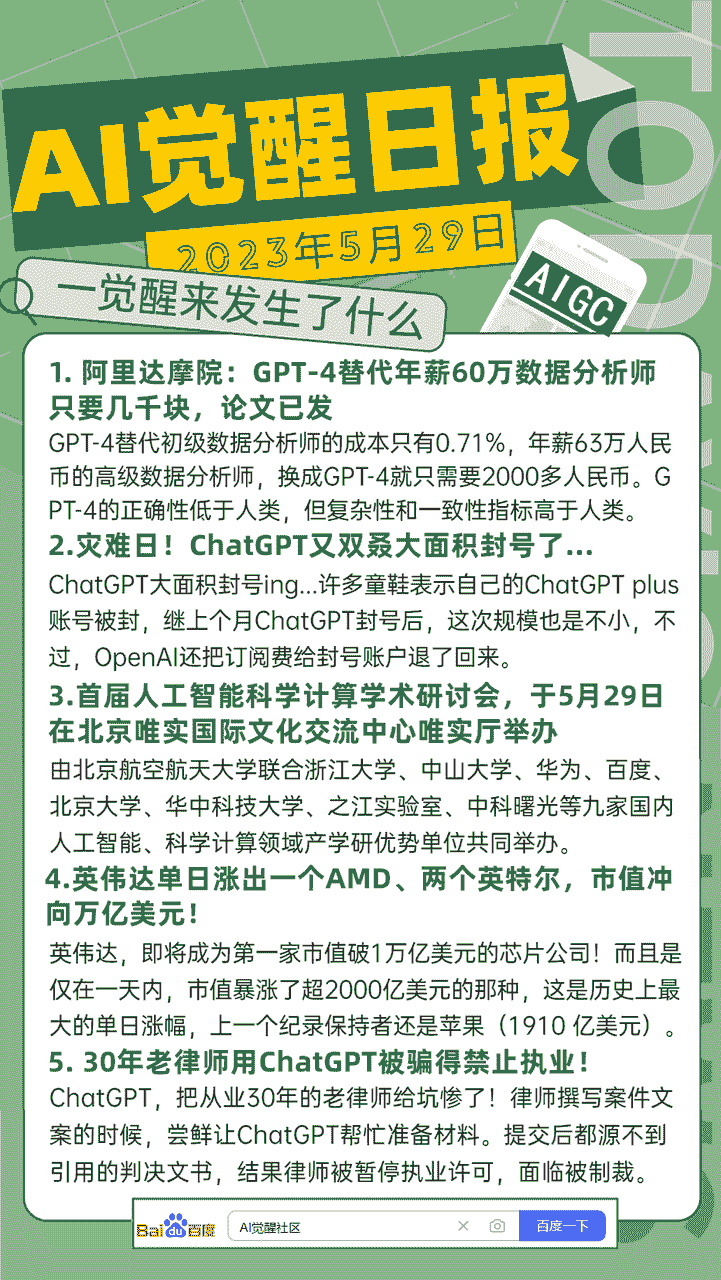 AI觉醒日报
2023年5月29日
一觉醒来发生了什么
AIGC
1. 阿里达摩院：GPT-4替代年薪60万数据分析师
只要几千块，论文已发
GPT-4替代初级数据分析师的成本只有0.71%，年薪63万人民
币的高级数据分析师，换成GPT-4就只需要2000多人民币。G
PT-4的正确性低于人类，但复杂性和一致性指标高于人类。
2.灾难日！ChatGPT又双叒大面积封号了...
ChatGPT大面积封号ing...许多童鞋表示自己的ChatGPT plus
账号被封，继上个月ChatGPT封号后，这次规模也是不小，不
过，OpenAI还把订阅费给封号账户退了回来。
3.首届人工智能科学计算学术研讨会，于5月29日
在北京唯实国际文化交流中心唯实厅举办
由北京航空航天大学联合浙江大学、中山大学、华为、百度、
北京大学、华中科技大学、之江实验室、中科曙光等九家国内
人工智能、科学计算领域产学研优势单位共同举办。
4.英伟达单日涨出一个AMD、两个英特尔，市值冲
向万亿美元！
英伟达，即将成为第一家市值破1万亿美元的芯片公司！而且是
仅在一天内，市值暴涨了超2000亿美元的那种，这是历史上最
大的单日涨幅，上一个纪录保持者还是苹果（1910 亿美元）。
5. 30年老律师用ChatGPT被骗得禁止执业！
ChatGPT，把从业30年的老律师给坑惨了！律师撰写案件文
案的时候，尝鲜让ChatGPT帮忙准备材料。提交后都源不到
引用的判决文书，结果律师被暂停执业许可，面临被制裁。
Baidu百度 AI觉醒社区 百度一下